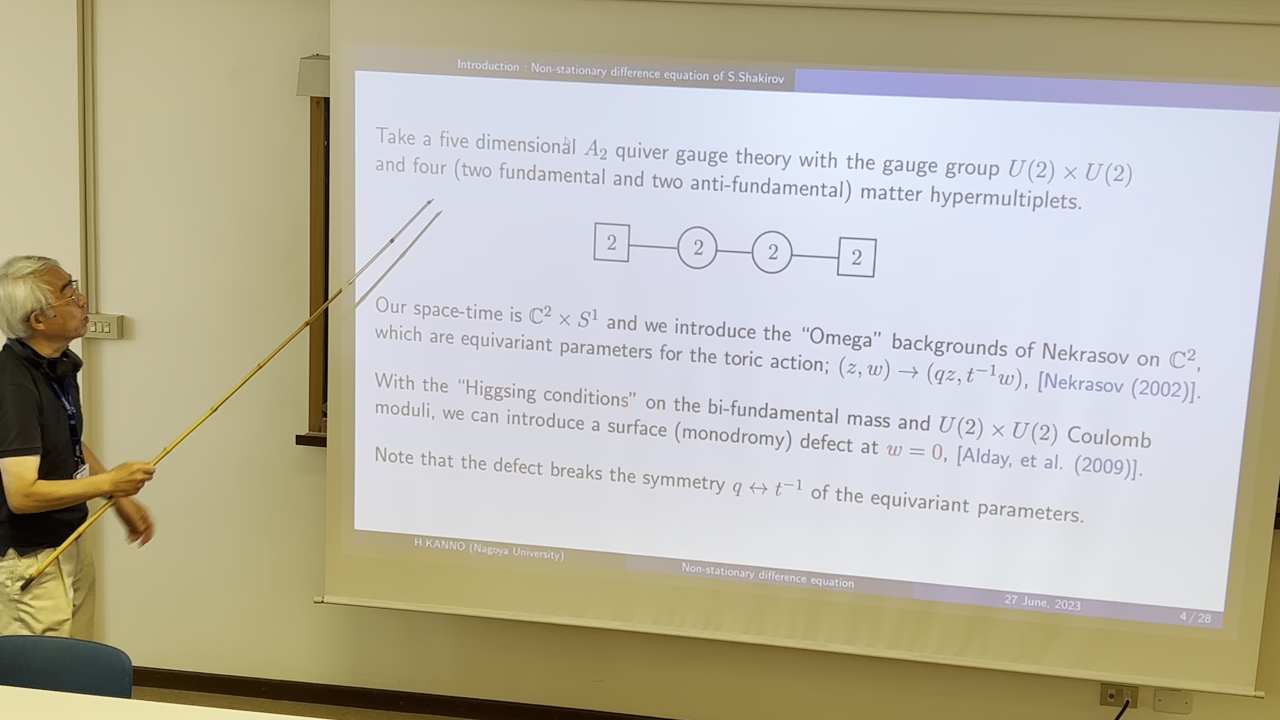 Introduction : Non-stationary difference equation of S.Shakirov
Take a five dimensional A₂ quiver gauge theory with the gauge group U(2) × U(2)
and four (two fundamental and two anti-fundamental) matter hypermultiplets.
2 2 2 2
Our space-time is ℂ² × S¹ and we introduce the “Omega” backgrounds of Nekrasov on ℂ²,
which are equivariant parameters for the toric action; (z, w) → (qz, t⁻¹w), [Nekrasov (2002)].
With the “Higgsing conditions” on the bi-fundamental mass and U(2) × U(2) Coulomb
moduli, we can introduce a surface (monodromy) defect at w = 0, [Alday, et al. (2009)].
Note that the defect breaks the symmetry q ↔ t⁻¹ of the equivariant parameters.
H.KANNO (Nagoya University)
Non-stationary difference equation
27 June, 2023
4 / 28